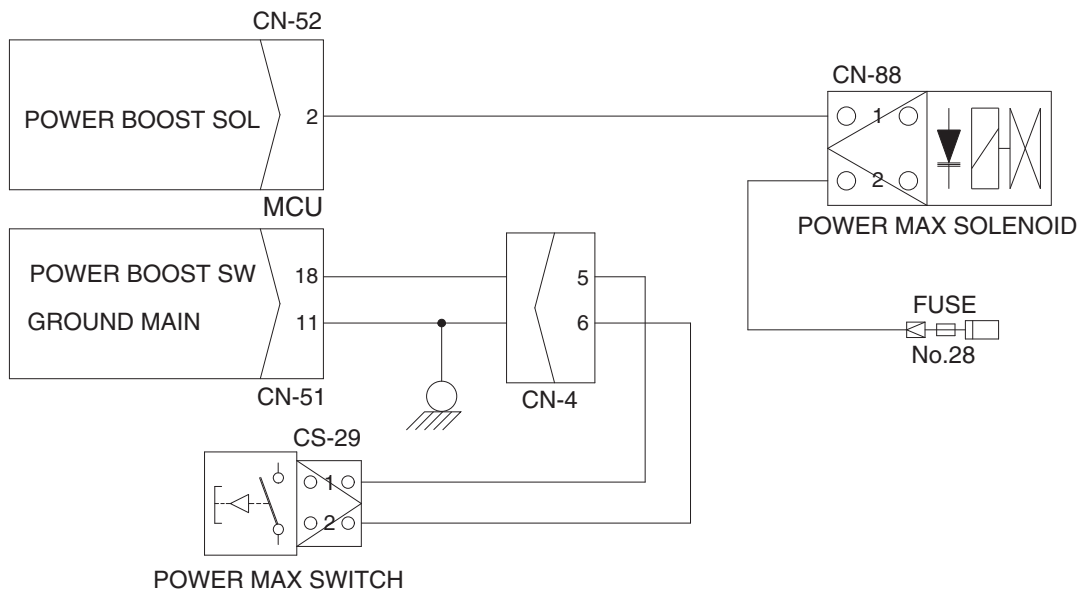 CN-52
POWER BOOST SOL 2
CN-88
1
2
POWER MAX SOLENOID
MCU
POWER BOOST SW 18
GROUND MAIN 11
CN-51
5
6
CN-4
FUSE
No.28
CS-29
1
2
POWER MAX SWITCH